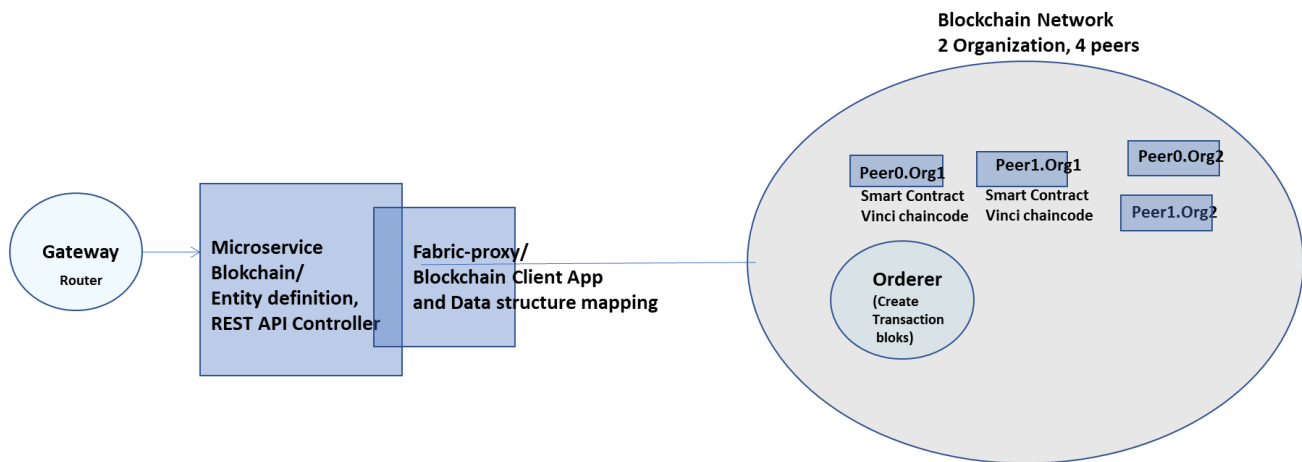 Blockchain Network
2 Organization, 4 peers
Peer0.Org1
Smart Contract
Vinci chaincode
Peer1.Org1
Smart Contract
Vinci chaincode
Peer0.Org2
Peer1.Org2
Gateway
Router
Microservice
Blokchain/
Entity definition,
REST API Controller
Fabric-proxy/
Blockchain Client App
and Data structure mapping
Orderer
(Create
Transaction
bloks)